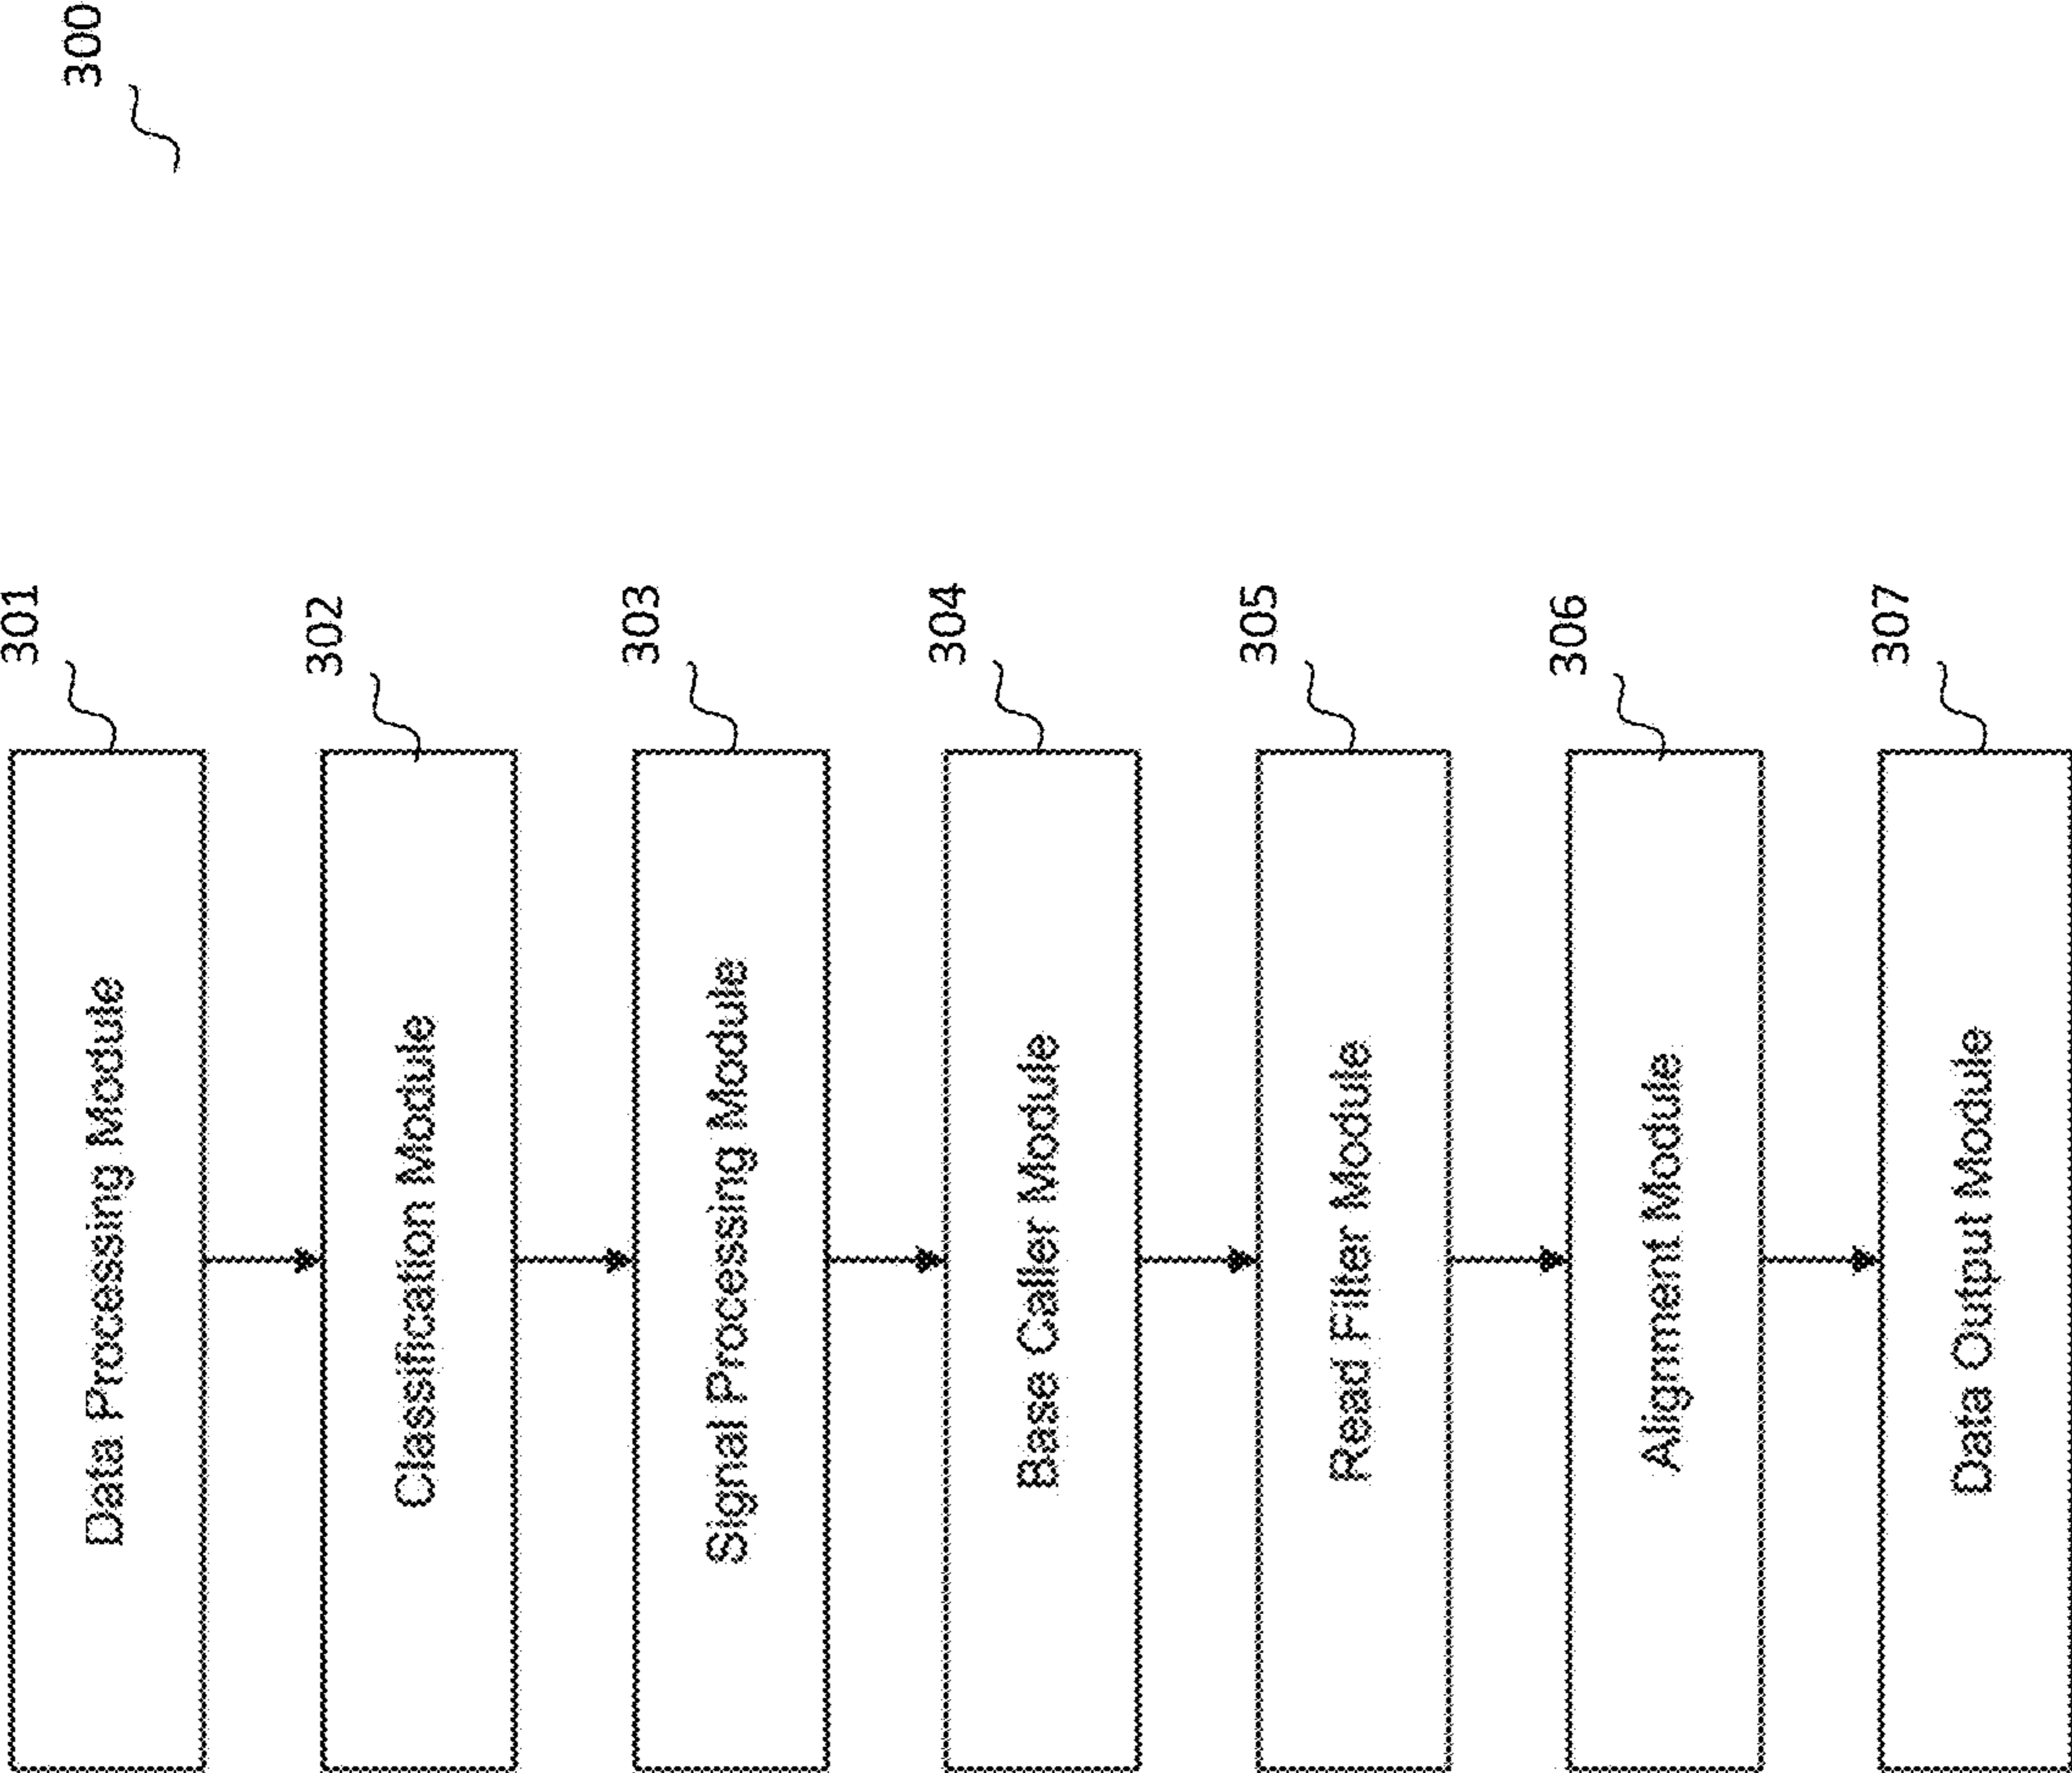 300
301
Data Processing Module
302
Classification Module
303
Signal Processing Module
304
Base Caller Module
305
Read Filter Module
306
Alignment Module
307
Data Output Module